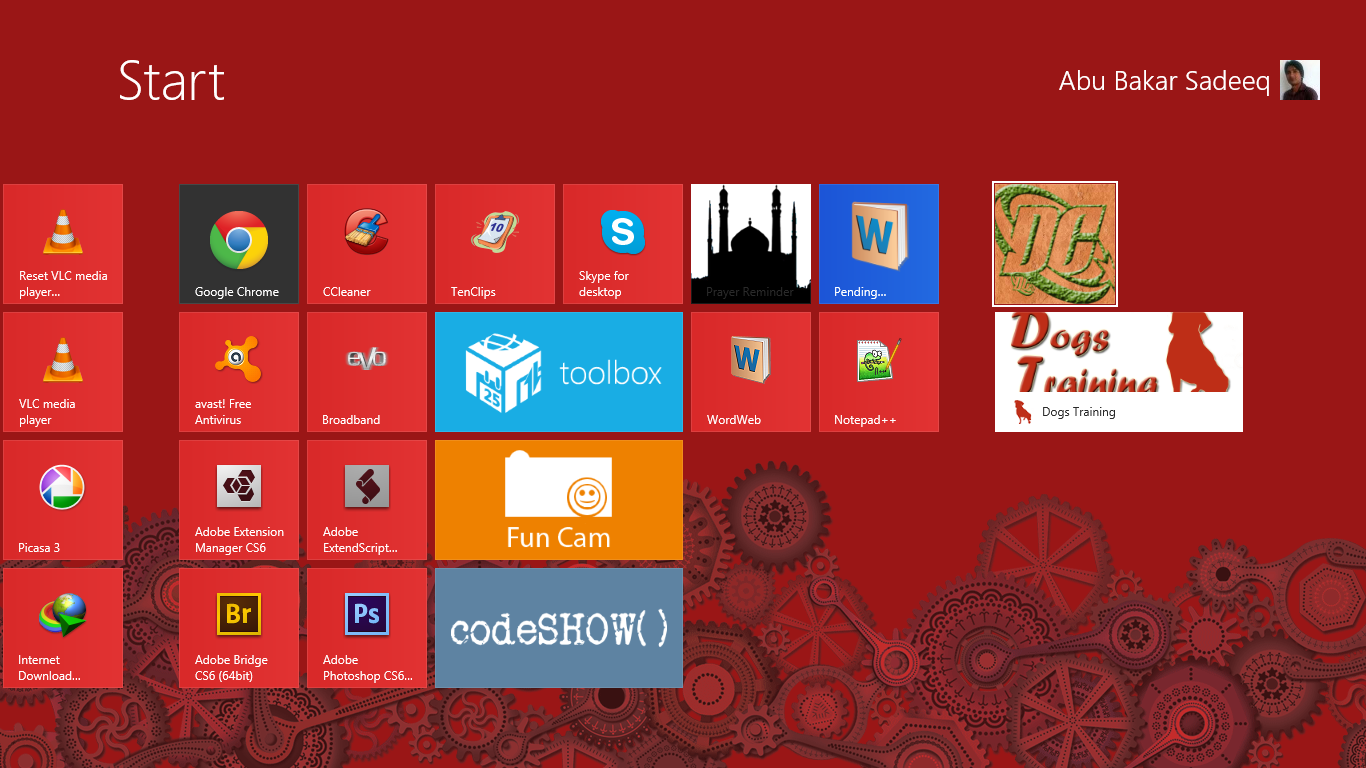 Start
Abu Bakar Sadeeq
Reset VLC media
player...
Google Chrome
CCleaner
10
TenClips
S
Skype for
desktop
Prayer Reminder
W
Pending...
VLC media
player
a
avast! Free
Antivirus
evo
Broadband
25
toolbox
W
WordWeb
Notepad++
Dogs
Training
Dogs Training
Picasa 3
Adobe Extension
Manager CS6
Adobe
ExtendScript...
Fun Cam
Internet
Download...
Br
Adobe Bridge
CS6 (64bit)
Ps
Adobe
Photoshop CS6...
codeSHOW()